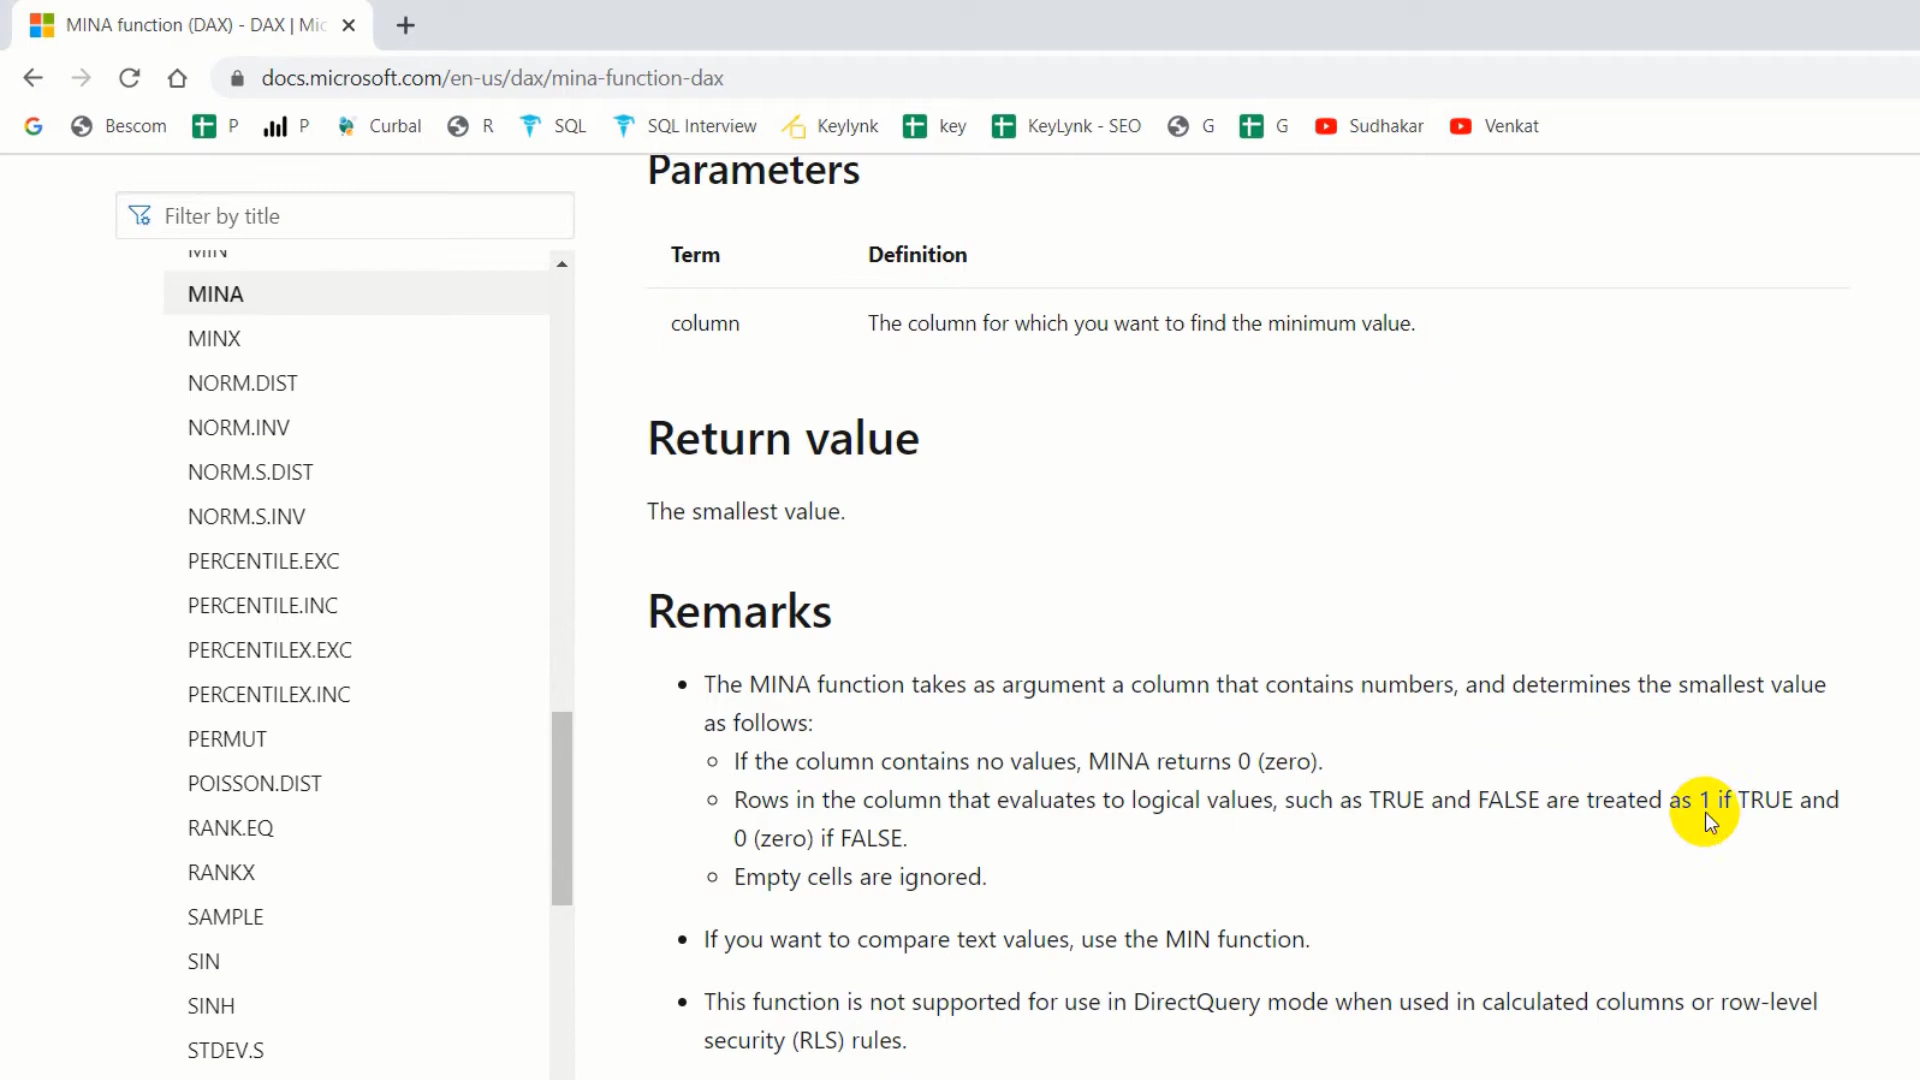 MINA function (DAX) - DAX | Mic
docs.microsoft.com/en-us/dax/mina-function-dax
Bescom P P Curbal R SQL SQL Interview Keylynk key KeyLynk - SEO G G Sudhakar Venkat
Filter by title
MIN
MINA
MINX
NORM.DIST
NORM.INV
NORM.S.DIST
NORM.S.INV
PERCENTILE.EXC
PERCENTILE.INC
PERCENTILEX.EXC
PERCENTILEX.INC
PERMUT
POISSON.DIST
RANK.EQ
RANKX
SAMPLE
SIN
SINH
STDEV.S
Parameters
Term Definition
column The column for which you want to find the minimum value.
Return value
The smallest value.
Remarks
• The MINA function takes as argument a column that contains numbers, and determines the smallest value
as follows:
○ If the column contains no values, MINA returns 0 (zero).
○ Rows in the column that evaluates to logical values, such as TRUE and FALSE are treated as 1 if TRUE and
0 (zero) if FALSE.
○ Empty cells are ignored.
• If you want to compare text values, use the MIN function.
• This function is not supported for use in DirectQuery mode when used in calculated columns or row-level
security (RLS) rules.